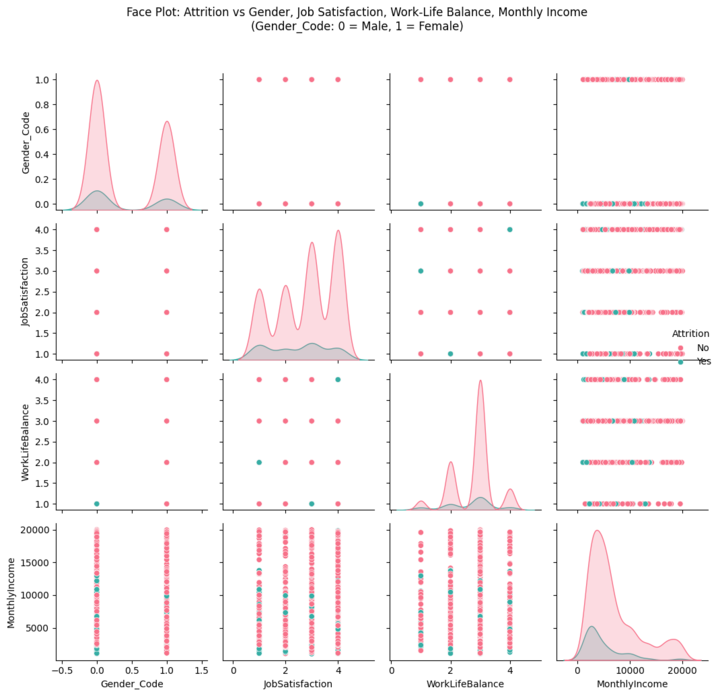 Face Plot: Attrition vs Gender, Job Satisfaction, Work-Life Balance, Monthly Income
(Gender_Code: 0 = Male, 1 = Female)
Gender_Code
1.0
0.8
0.6
0.4
0.2
0.0
JobSatisfaction
4.0
3.5
3.0
2.5
2.0
1.5
1.0
Attrition
No
Yes
WorkLifeBalance
4.0
3.5
3.0
2.5
2.0
1.5
1.0
MonthlyIncome
20000
15000
10000
5000
−0.5 0.0 0.5 1.0 1.5
Gender_Code
0 2 4
JobSatisfaction
0 2 4
WorkLifeBalance
0 10000 20000
MonthlyIncome